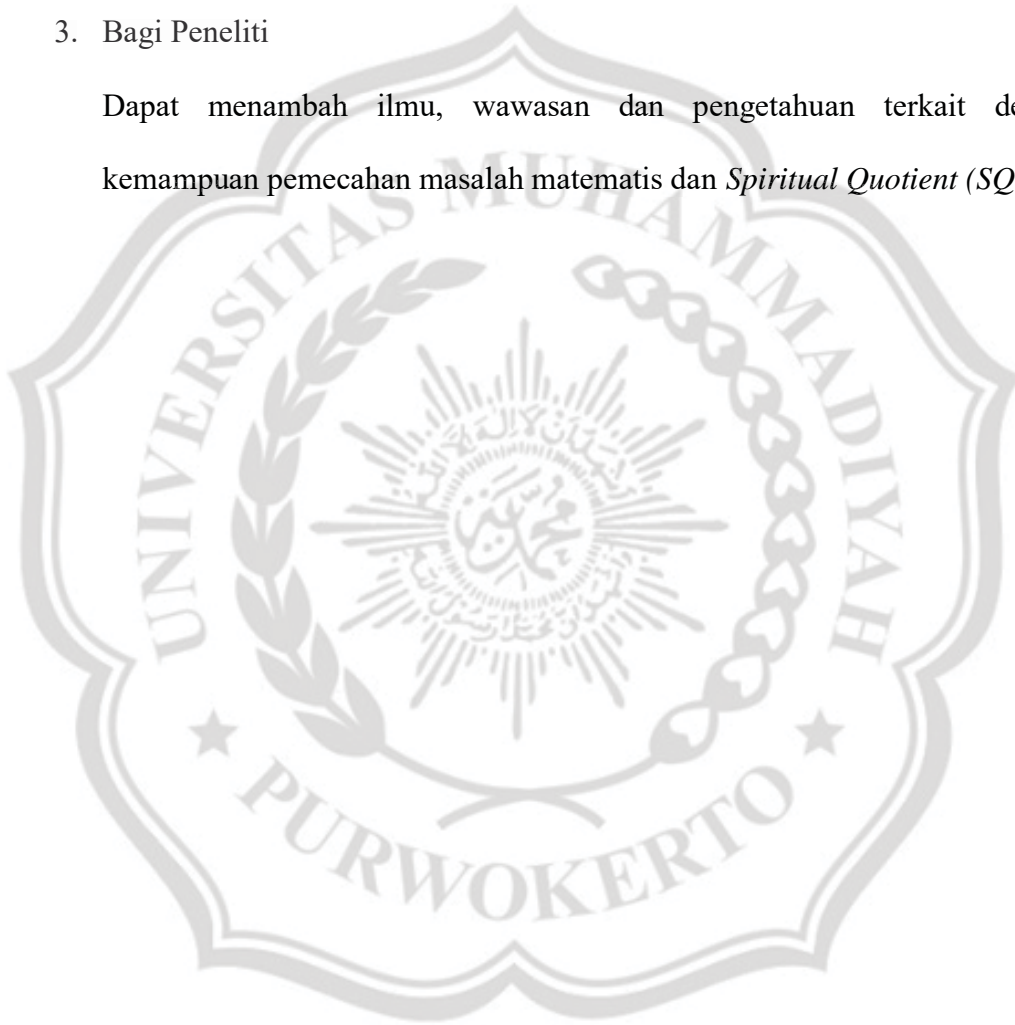 3. Bagi Peneliti
Dapat menambah ilmu, wawasan dan pengetahuan terkait de
kemampuan pemecahan masalah matematis dan Spiritual Quotient (SQ
UNIVERSITAS MUHAMMADIYAH
★ PURWOKERTO ★